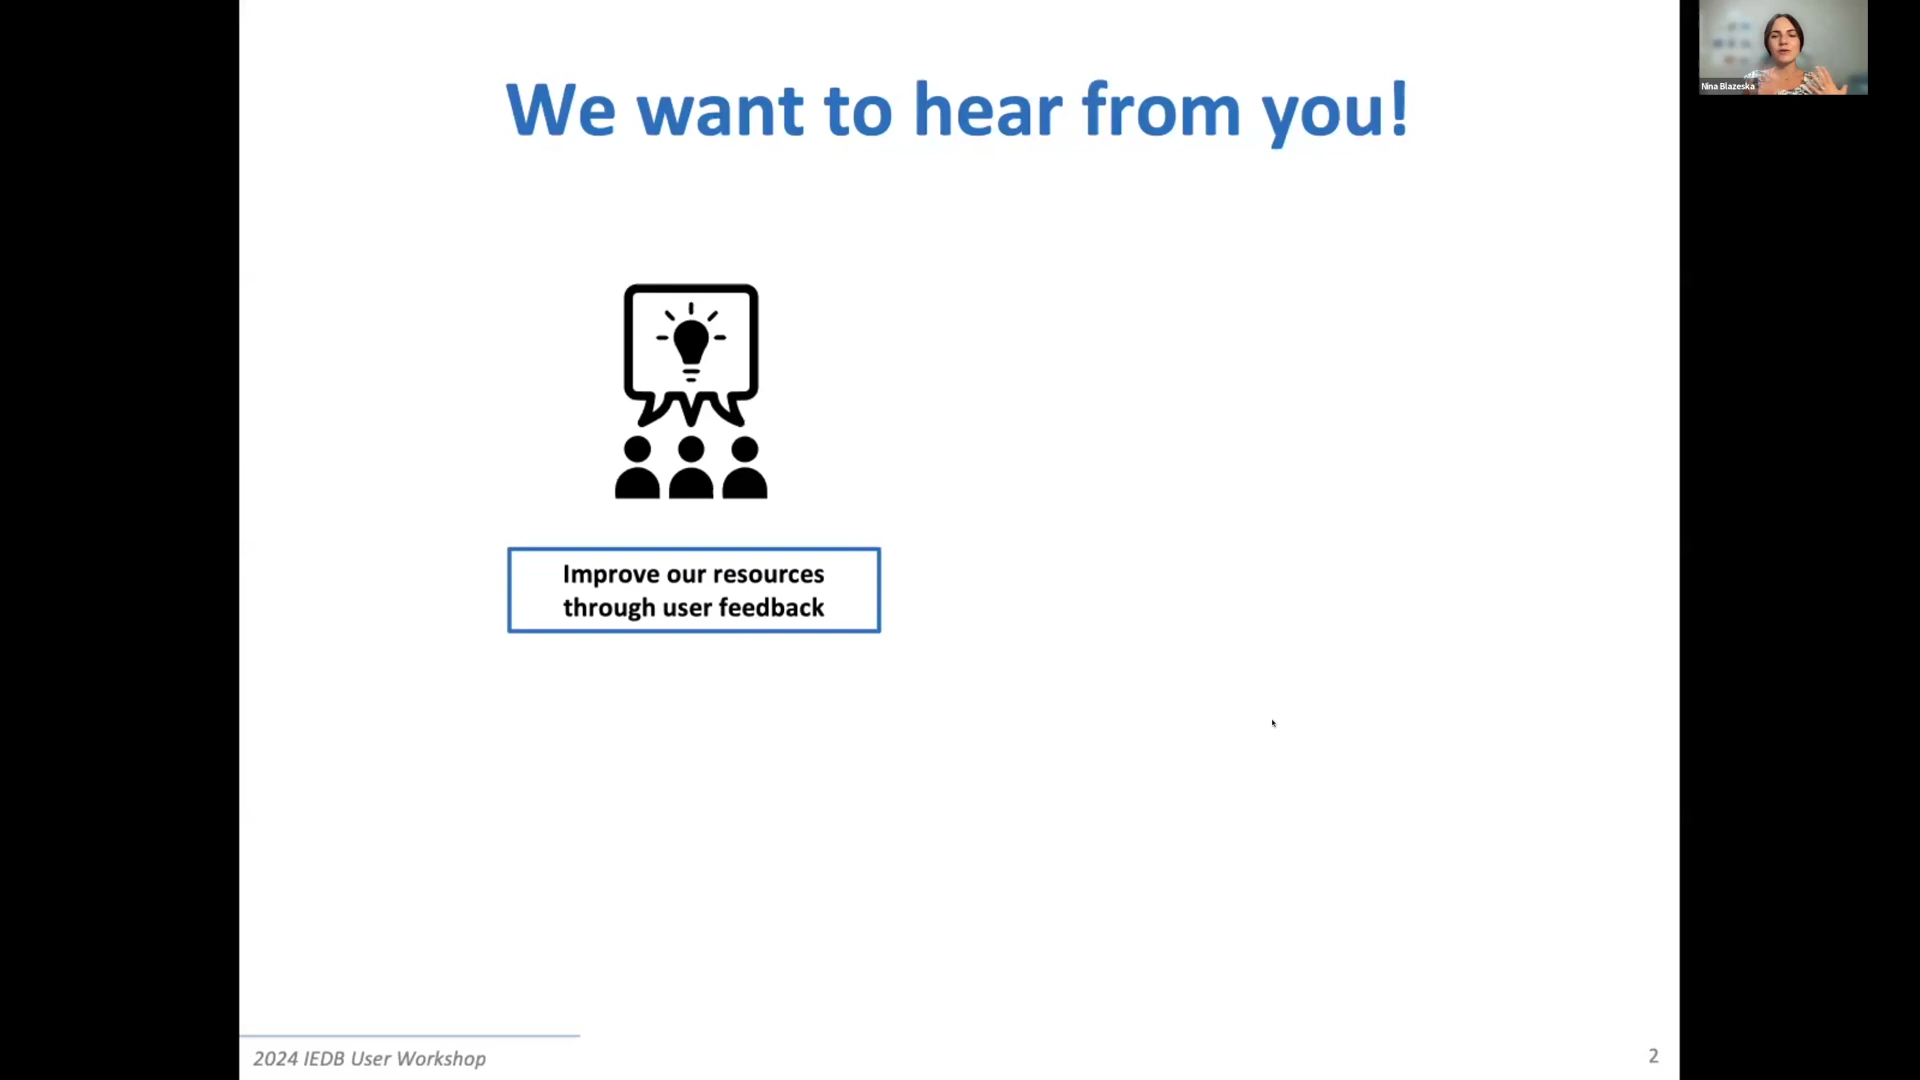 We want to hear from you!
Nina Blazeska
Improve our resources
through user feedback
2024 IEDB User Workshop
2